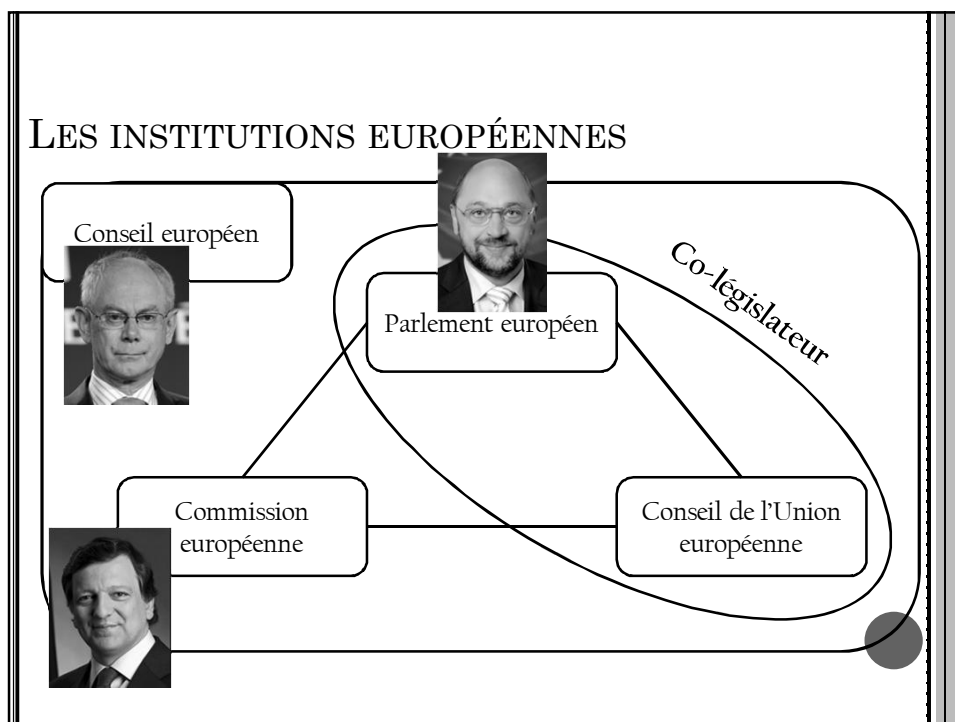 LES INSTITUTIONS EUROPÉENNES
Conseil européen
Co-législateur
Parlement européen
Commission
européenne
Conseil de l'Union
européenne